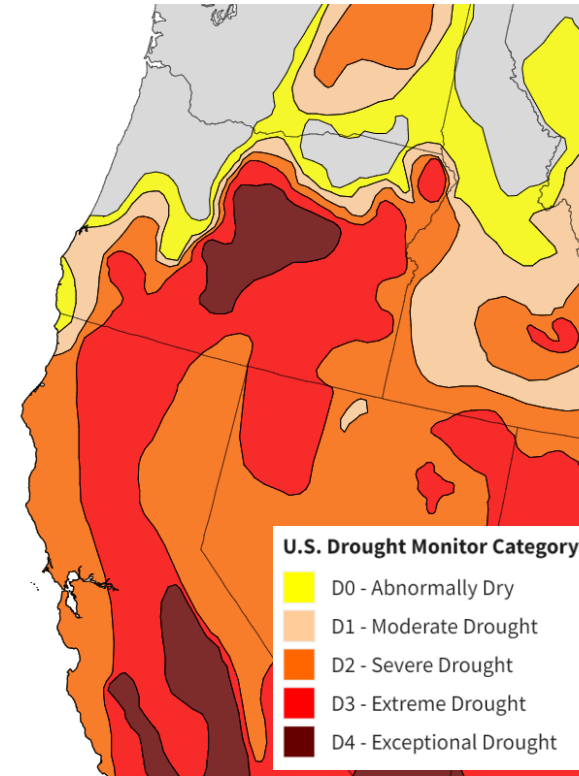 U.S. Drought Monitor Category
D0 - Abnormally Dry
D1 - Moderate Drought
D2 - Severe Drought
D3 - Extreme Drought
D4 - Exceptional Drought